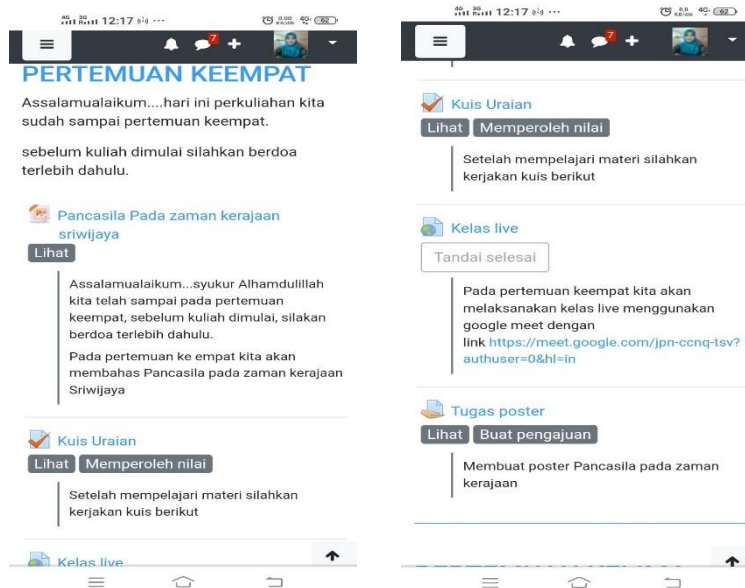 12:17
62
7
PERTEMUAN KEEMPAT
Assalamualaikum....hari ini perkuliahan kita
sudah sampai pertemuan keempat.
sebelum kuliah dimulai silahkan berdoa
terlebih dahulu.
Pancasila Pada zaman kerajaan
sriwijaya
Lihat
Assalamualaikum...syukur Alhamdulillah
kita telah sampai pada pertemuan
keempat, sebelum kuliah dimulai, silakan
berdoa terlebih dahulu.
Pada pertemuan ke empat kita akan
membahas Pancasila pada zaman kerajaan
Sriwijaya
Kuis Uraian
Lihat Memperoleh nilai
Setelah mempelajari materi silahkan
kerjakan kuis berikut
Kelas live
12:17
62
7
Kuis Uraian
Lihat Memperoleh nilai
Setelah mempelajari materi silahkan
kerjakan kuis berikut
Kelas live
Tandai selesai
Pada pertemuan keempat kita akan
melaksanakan kelas live menggunakan
google meet dengan
link https://meet.google.com/jpn-ccnq-tsv?
authuser=0&hl=in
Tugas poster
Lihat Buat pengajuan
Membuat poster Pancasila pada zaman
kerajaan